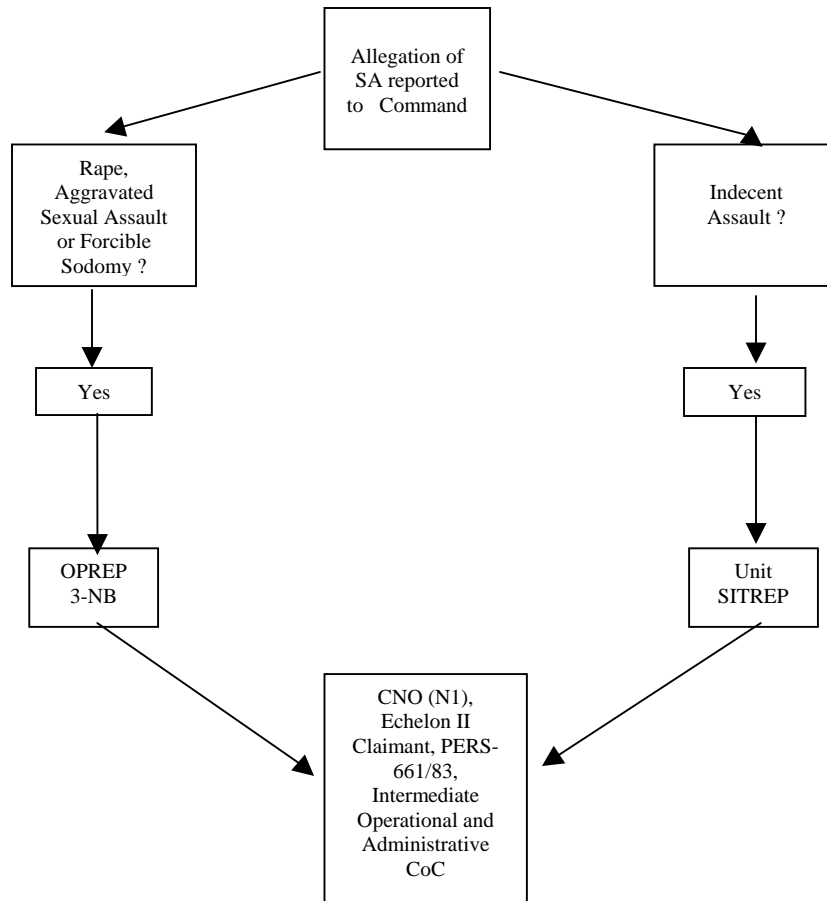 Allegation of
SA reported
to Command
Rape,
Aggravated
Sexual Assault
or Forcible
Sodomy ?
Indecent
Assault ?
Yes
Yes
OPREP
3-NB
Unit
SITREP
CNO (N1),
Echelon II
Claimant, PERS-
661/83,
Intermediate
Operational and
Administrative
CoC